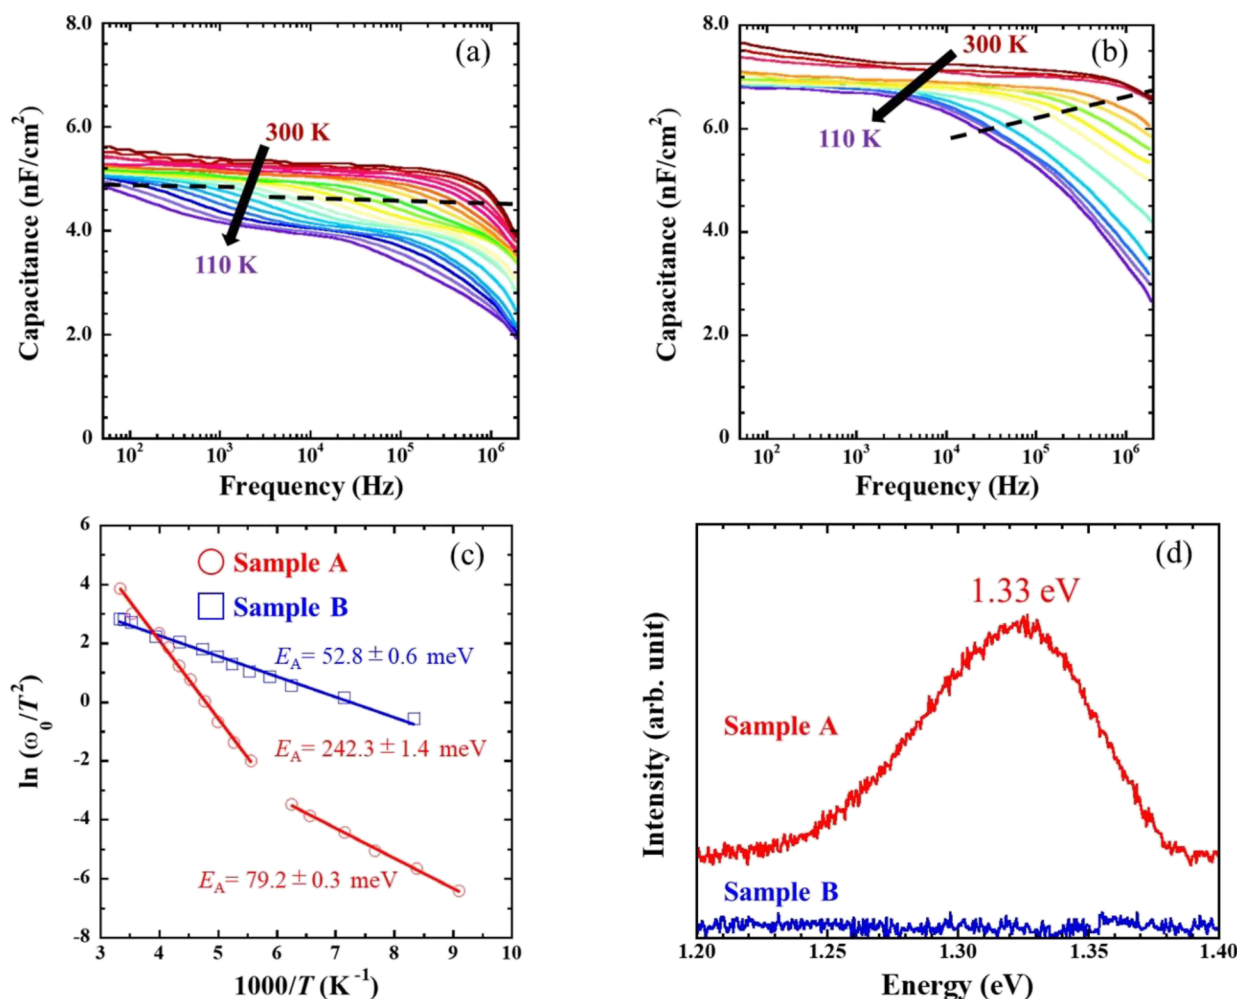 (a)
8.0
6.0
4.0
2.0
0
Capacitance (nF/cm²)
300 K
110 K
10² 10³ 10⁴ 10⁵ 10⁶
Frequency (Hz)
(b)
8.0
6.0
4.0
2.0
0
Capacitance (nF/cm²)
300 K
110 K
10² 10³ 10⁴ 10⁵ 10⁶
Frequency (Hz)
(c)
6
4
2
0
-2
-4
-6
-8
ln (ω₀/T²)
Sample A
Sample B
E_A= 52.8 ± 0.6 meV
E_A= 242.3 ± 1.4 meV
E_A= 79.2 ± 0.3 meV
3 4 5 6 7 8 9 10
1000/T (K⁻¹)
(d)
Intensity (arb. unit)
1.33 eV
Sample A
Sample B
1.20 1.25 1.30 1.35 1.40
Energy (eV)